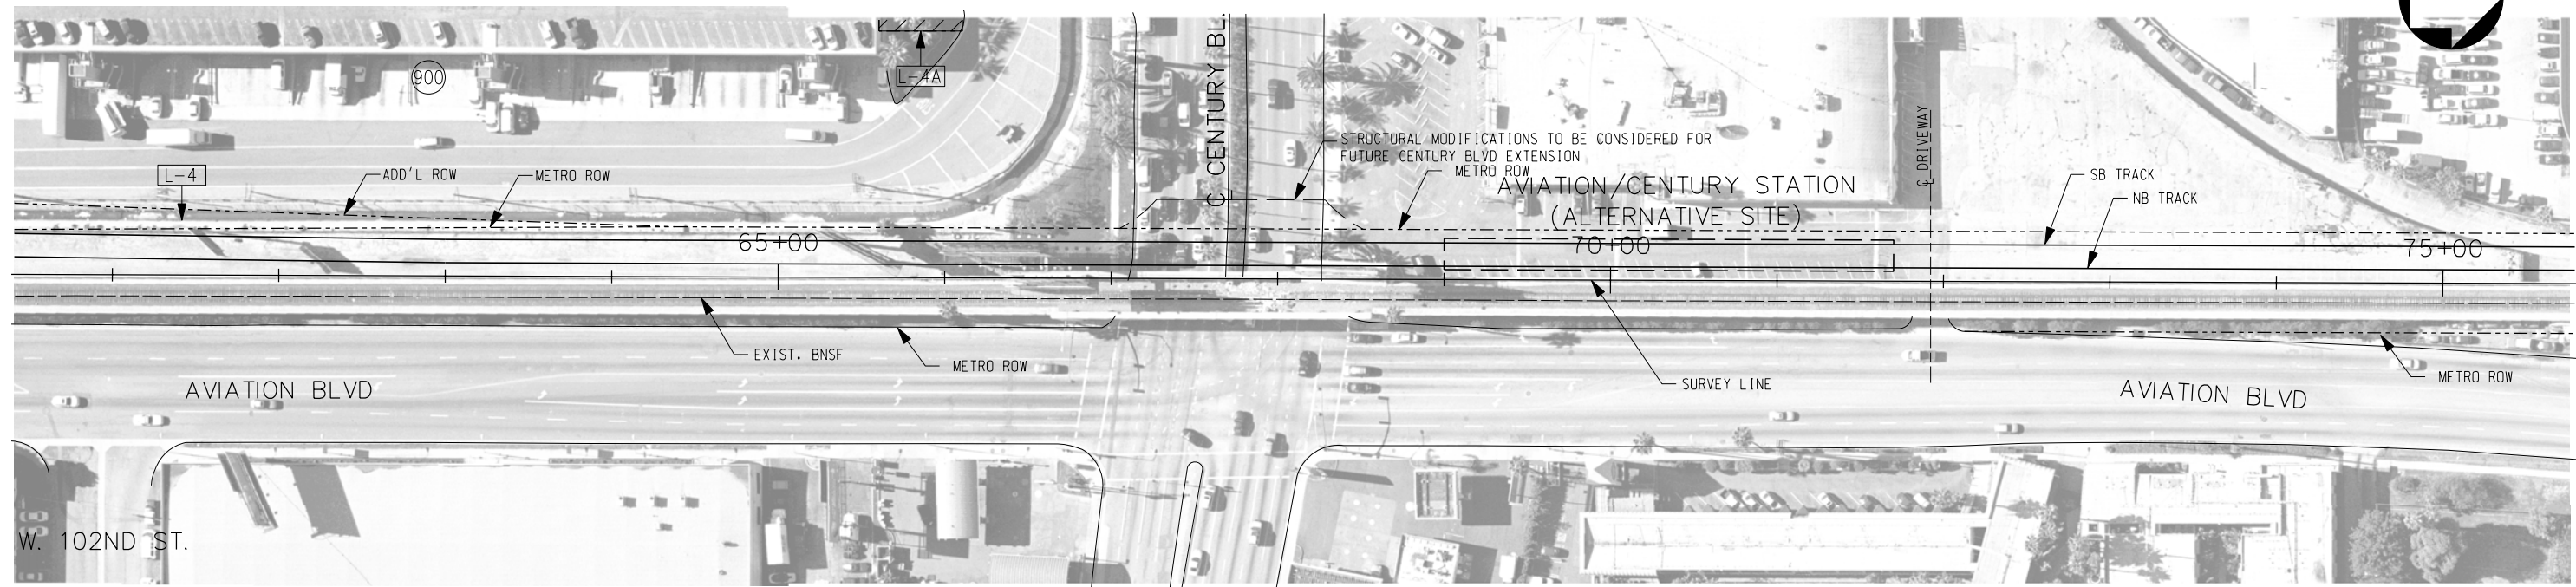 900
L-4A
℄ CENTURY BL.
STRUCTURAL MODIFICATIONS TO BE CONSIDERED FOR
FUTURE CENTURY BLVD EXTENSION
METRO ROW
℄ DRIVEWAY
L-4
ADD'L ROW
METRO ROW
AVIATION/CENTURY STATION
(ALTERNATIVE SITE)
SB TRACK
NB TRACK
65+00
70+00
75+00
EXIST. BNSF
METRO ROW
SURVEY LINE
METRO ROW
AVIATION BLVD
AVIATION BLVD
W. 102ND ST.